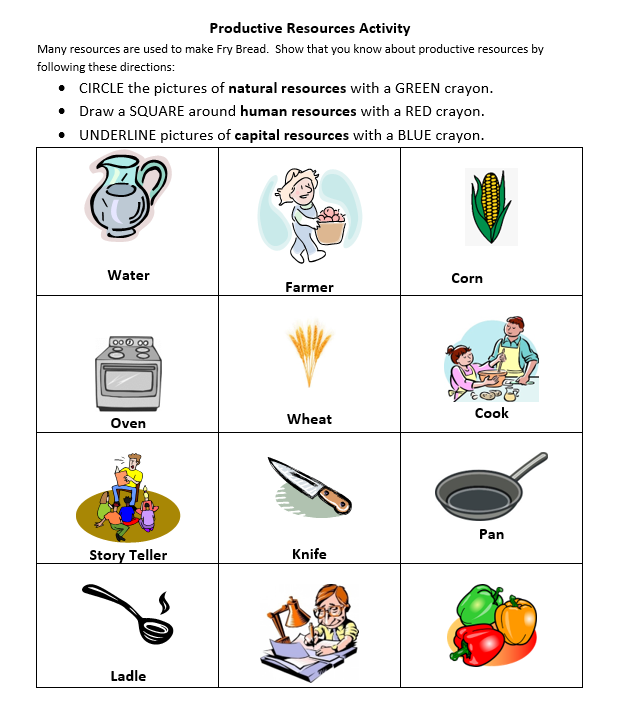 Productive Resources Activity
Many resources are used to make Fry Bread.  Show that you know about productive resources by
following these directions:
• CIRCLE the pictures of natural resources with a GREEN crayon.
• Draw a SQUARE around human resources with a RED crayon.
• UNDERLINE pictures of capital resources with a BLUE crayon.
Water
Farmer
Corn
Oven
Wheat
Cook
Story Teller
Knife
Pan
Ladle